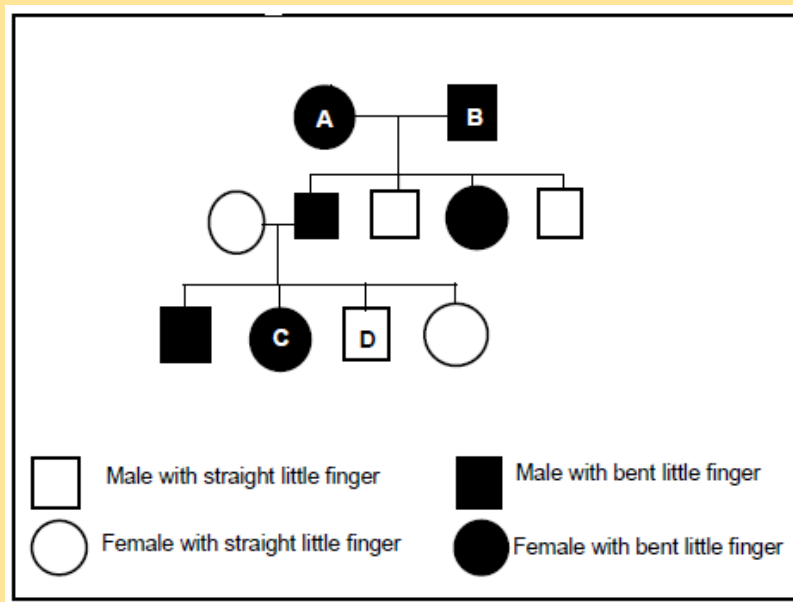 A B
C D
Male with straight little finger Male with bent little finger
Female with straight little finger Female with bent little finger